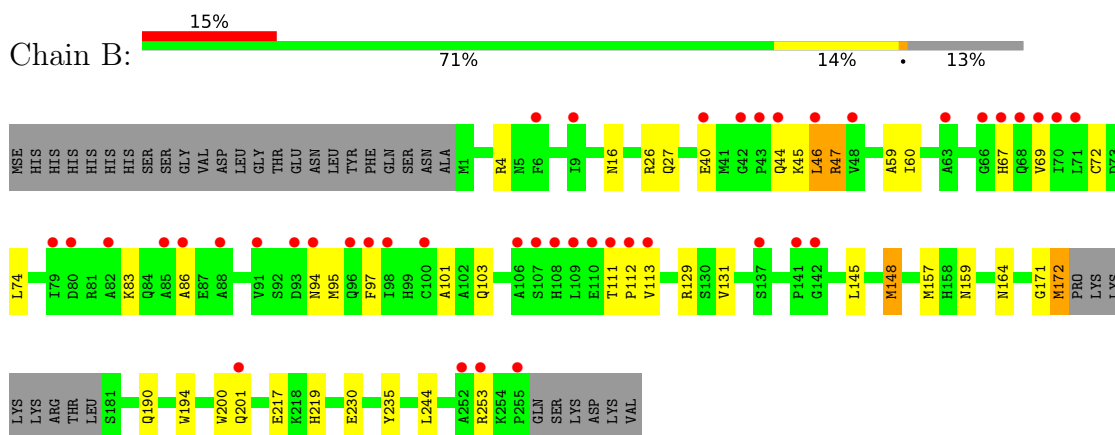 15%
Chain B:
71% 14% • 13%
MSE HIS HIS HIS HIS HIS HIS SER SER GLY VAL ASP LEU GLY THR GLU ASN LEU TYR PHE GLN SER ASN ALA M1 R4 N5 F6 I9 N16 R26 Q27 E40 M41 G42 P43 Q44 K45 L46 R47 V48 A59 I60 A63 G66 H67 Q68 V69 I70 L71 C72
L74 I79 D80 R81 A82 K83 Q84 A85 A86 E87 A88 V91 S92 D93 N94 M95 Q96 F97 I98 H99 C100 A101 A102 Q103 A106 S107 H108 L109 E110 T111 P112 V113 R129 S130 V131 S137 P141 G142 L145 M148 M157 H158 N159 N164 G171 M172 PRO LYS LYS
LYS LYS ARG THR LEU S181 Q190 W194 W200 Q201 E217 K218 H219 E230 Y235 L244 A252 R253 K254 P255 GLN SER LYS ASP LYS VAL